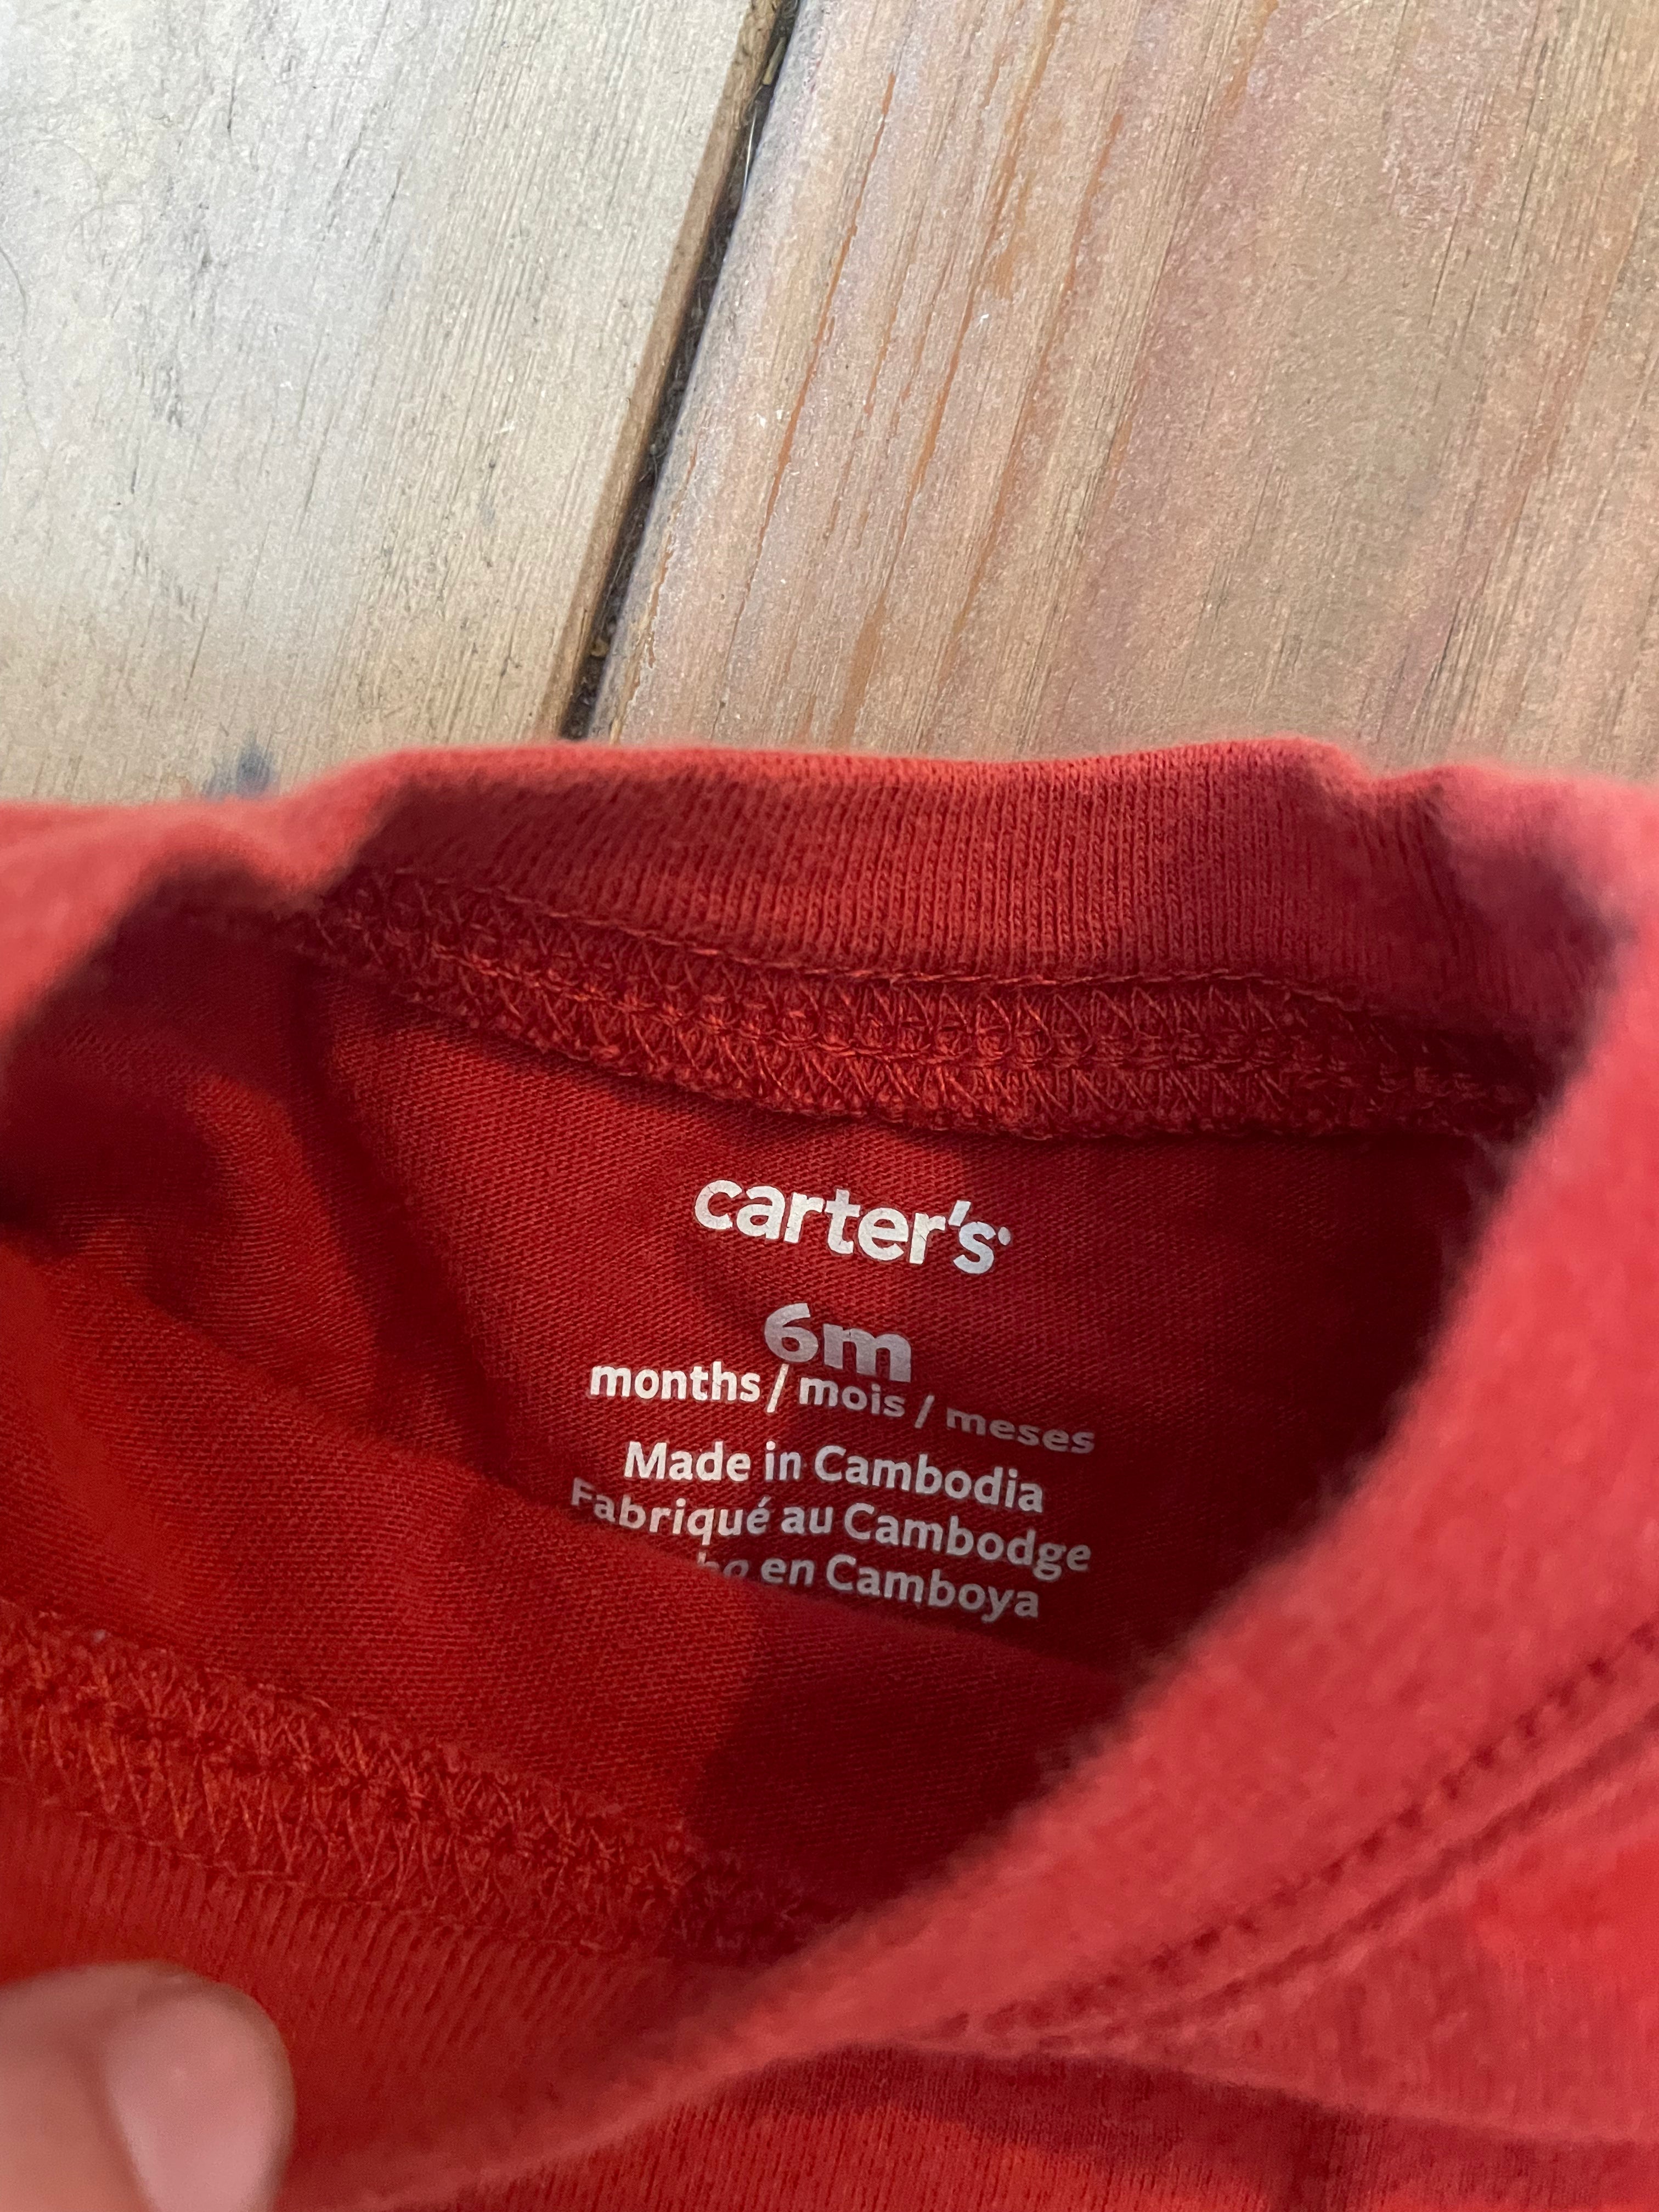 carter's
6m
months / mois / meses
Made in Cambodia
Fabriqué au Cambodge
en Camboya